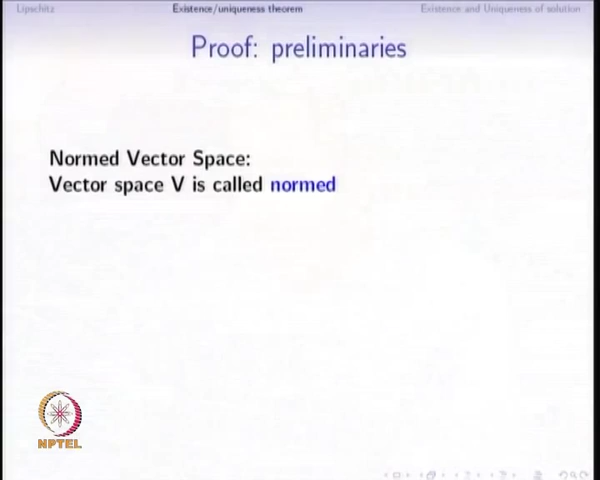 Lipschitz Existence/uniqueness theorem Existence and Uniqueness of solution
Proof: preliminaries
Normed Vector Space:
Vector space V is called normed
NPTEL